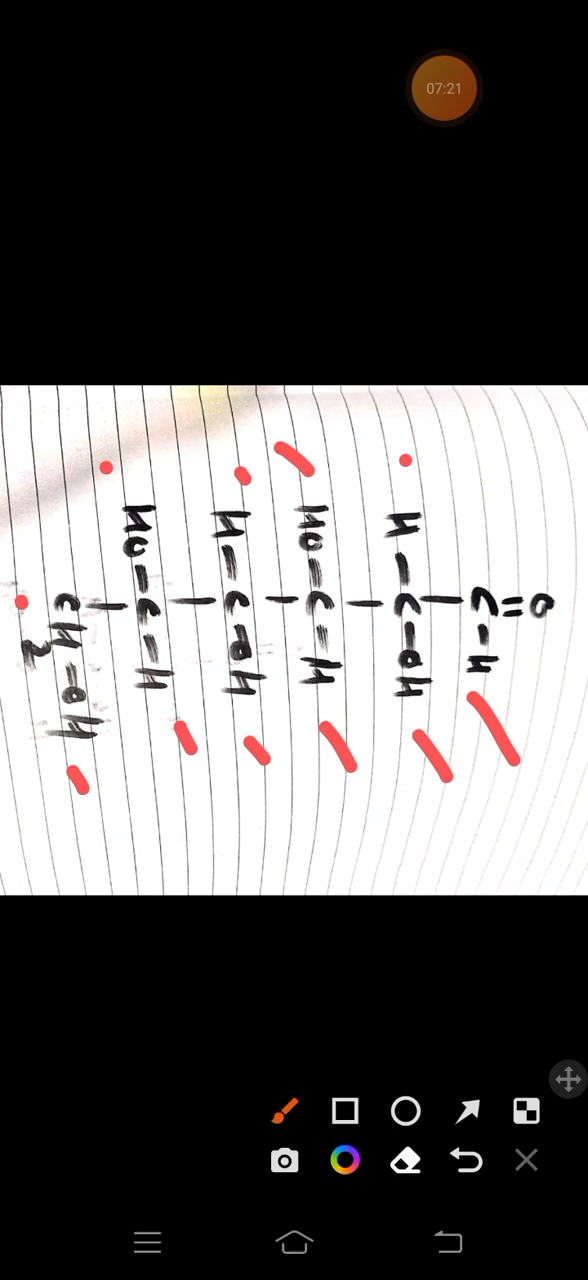 07:21
O
||
C-H
|
H-C-OH
|
HO-C-H
|
H-C-OH
|
HO-C-H
|
CH2-OH